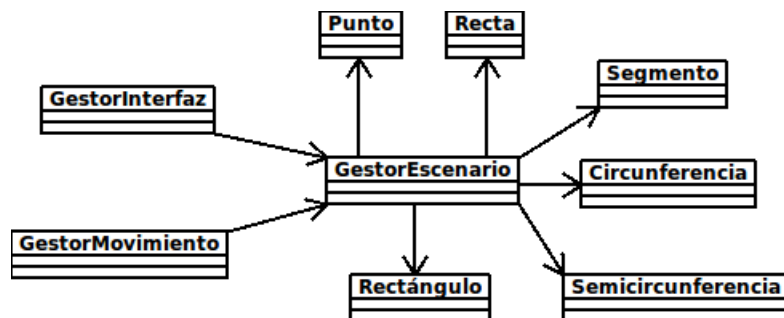 Punto
Recta
Segmento
GestorInterfaz
GestorEscenario
Circunferencia
GestorMovimiento
Rectángulo
Semicircunferencia